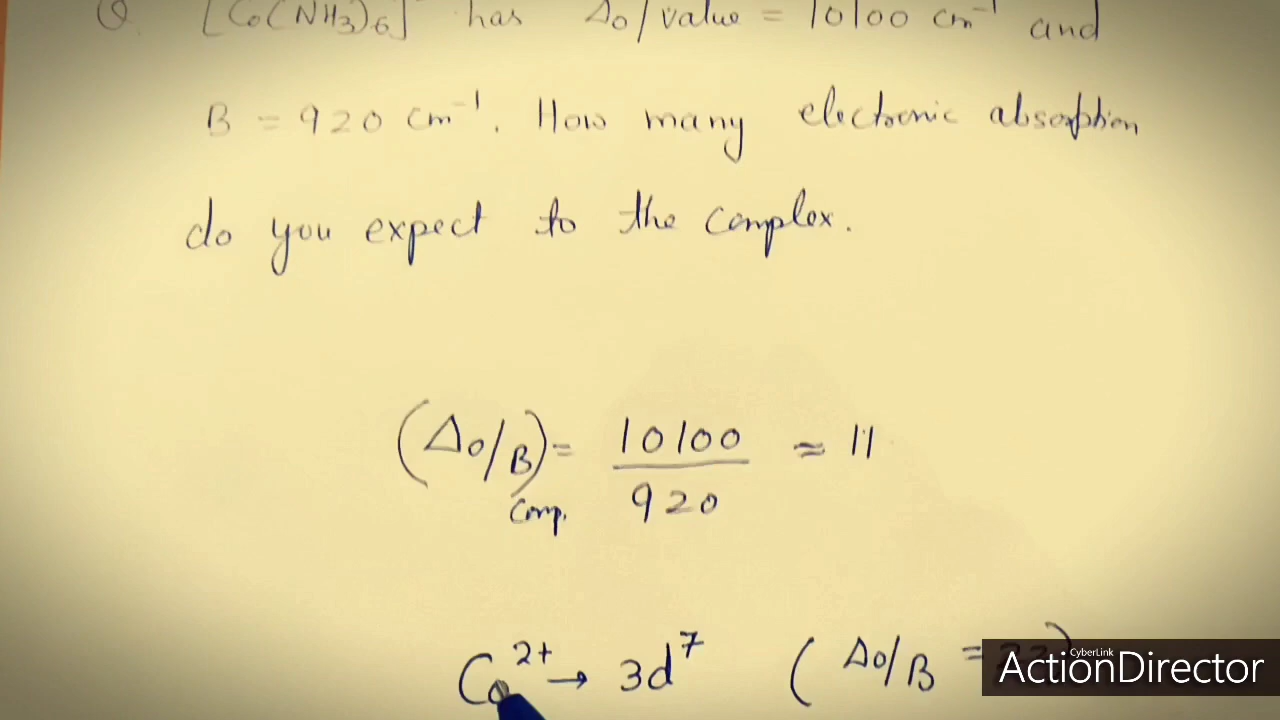 Q. [Co(NH3)6] has Δo/value = 10100 cm⁻¹ and
B = 920 cm⁻¹. How many electronic absorption
do you expect to the complex.
(Δo/B)comp. = 10100/920 ≈ 11
Co²⁺ → 3d⁷ (Δo/B =
CyberLink
ActionDirector